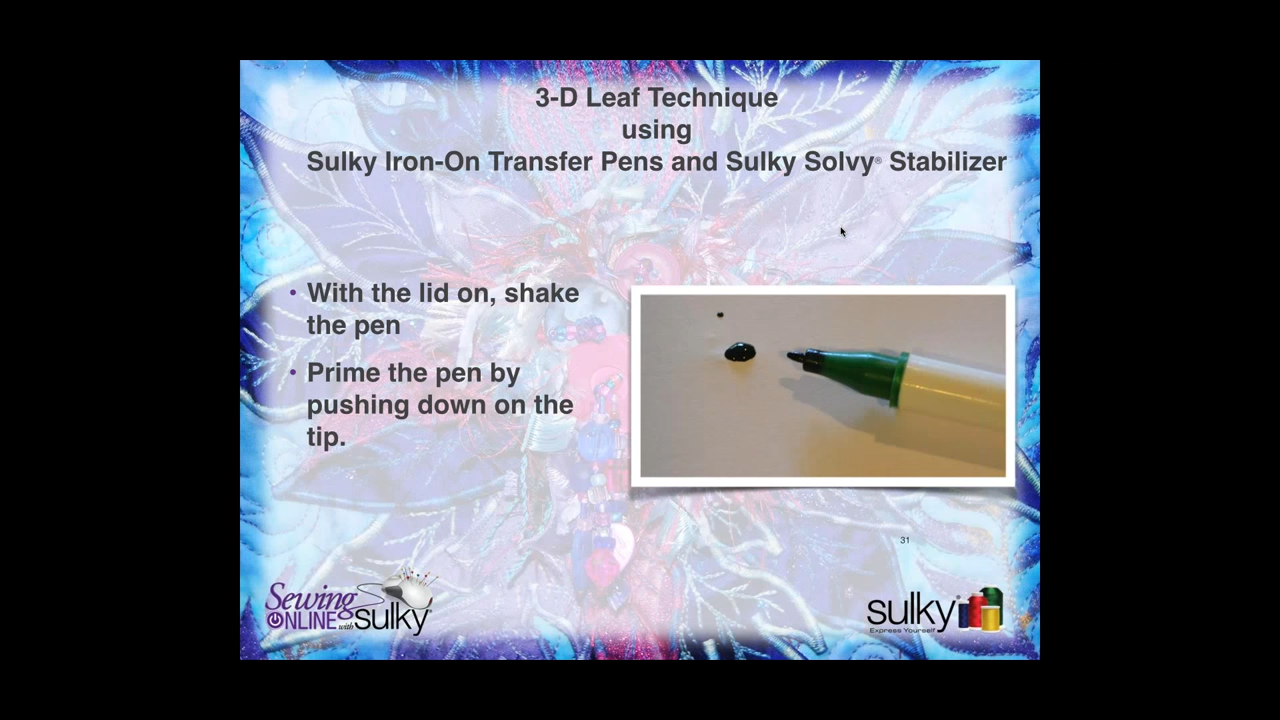 3-D Leaf Technique
using
Sulky Iron-On Transfer Pens and Sulky Solvy® Stabilizer
• With the lid on, shake
the pen
• Prime the pen by
pushing down on the
tip.
31
Sewing
ONLINE with sulky®
sulky®
Express Yourself